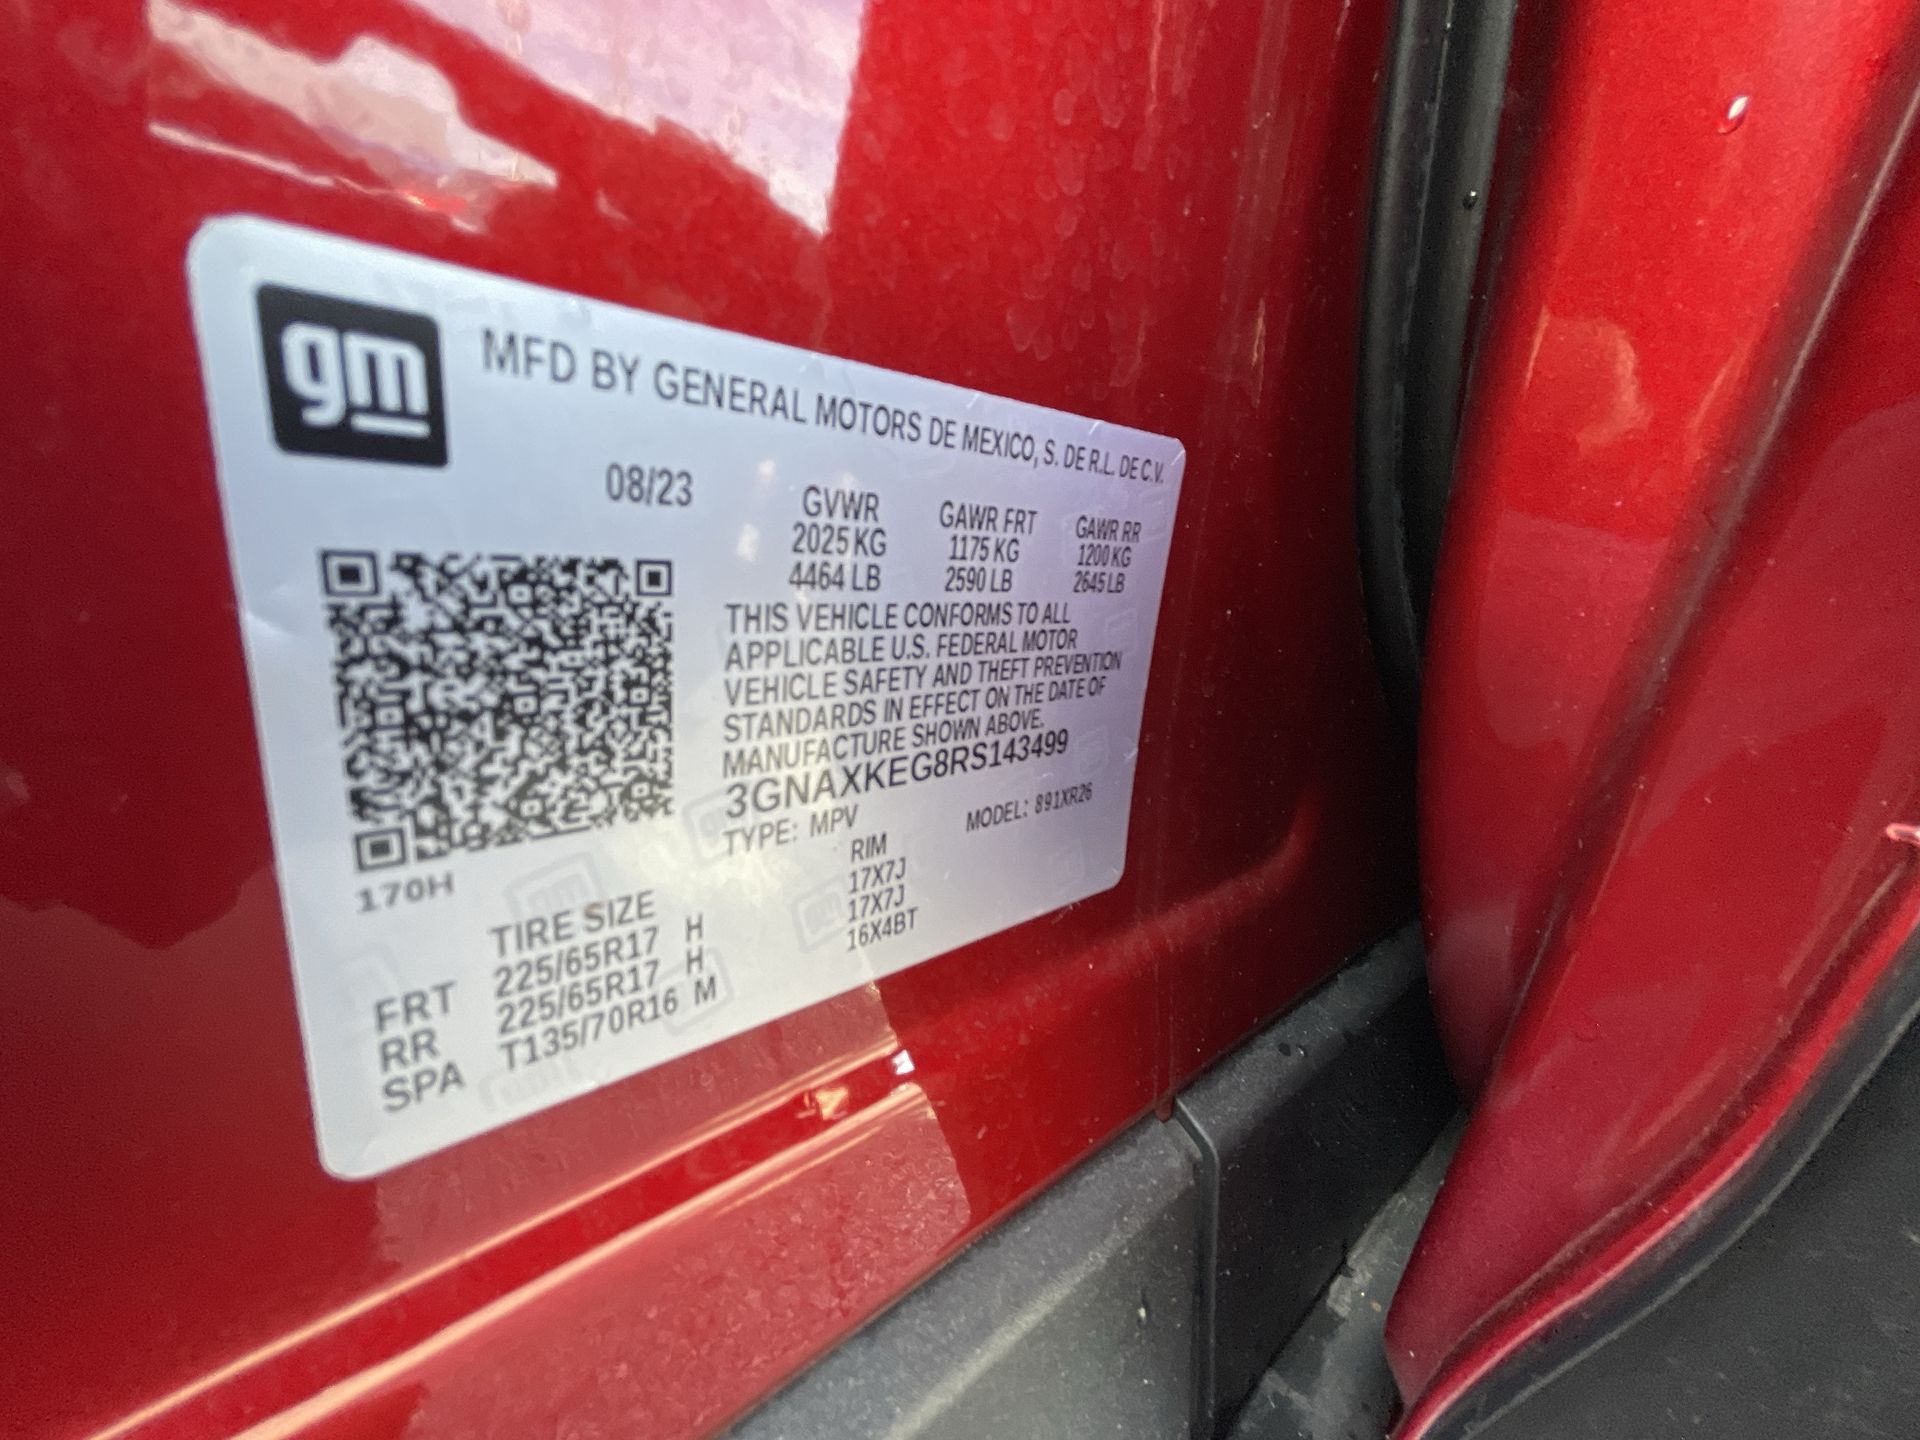 gm
MFD BY GENERAL MOTORS DE MEXICO, S. DE R.L. DE C.V.
08/23
GVWR GAWR FRT GAWR RR
2025 KG 1175 KG 1200 KG
4464 LB 2590 LB 2645 LB
THIS VEHICLE CONFORMS TO ALL
APPLICABLE U.S. FEDERAL MOTOR
VEHICLE SAFETY AND THEFT PREVENTION
STANDARDS IN EFFECT ON THE DATE OF
MANUFACTURE SHOWN ABOVE.
3GNAXKEG8RS143499
TYPE: MPV MODEL: 891XR26
170H
TIRE SIZE RIM
FRT 225/65R17 H 17X7J
RR 225/65R17 H 17X7J
SPA T135/70R16 M 16X4BT